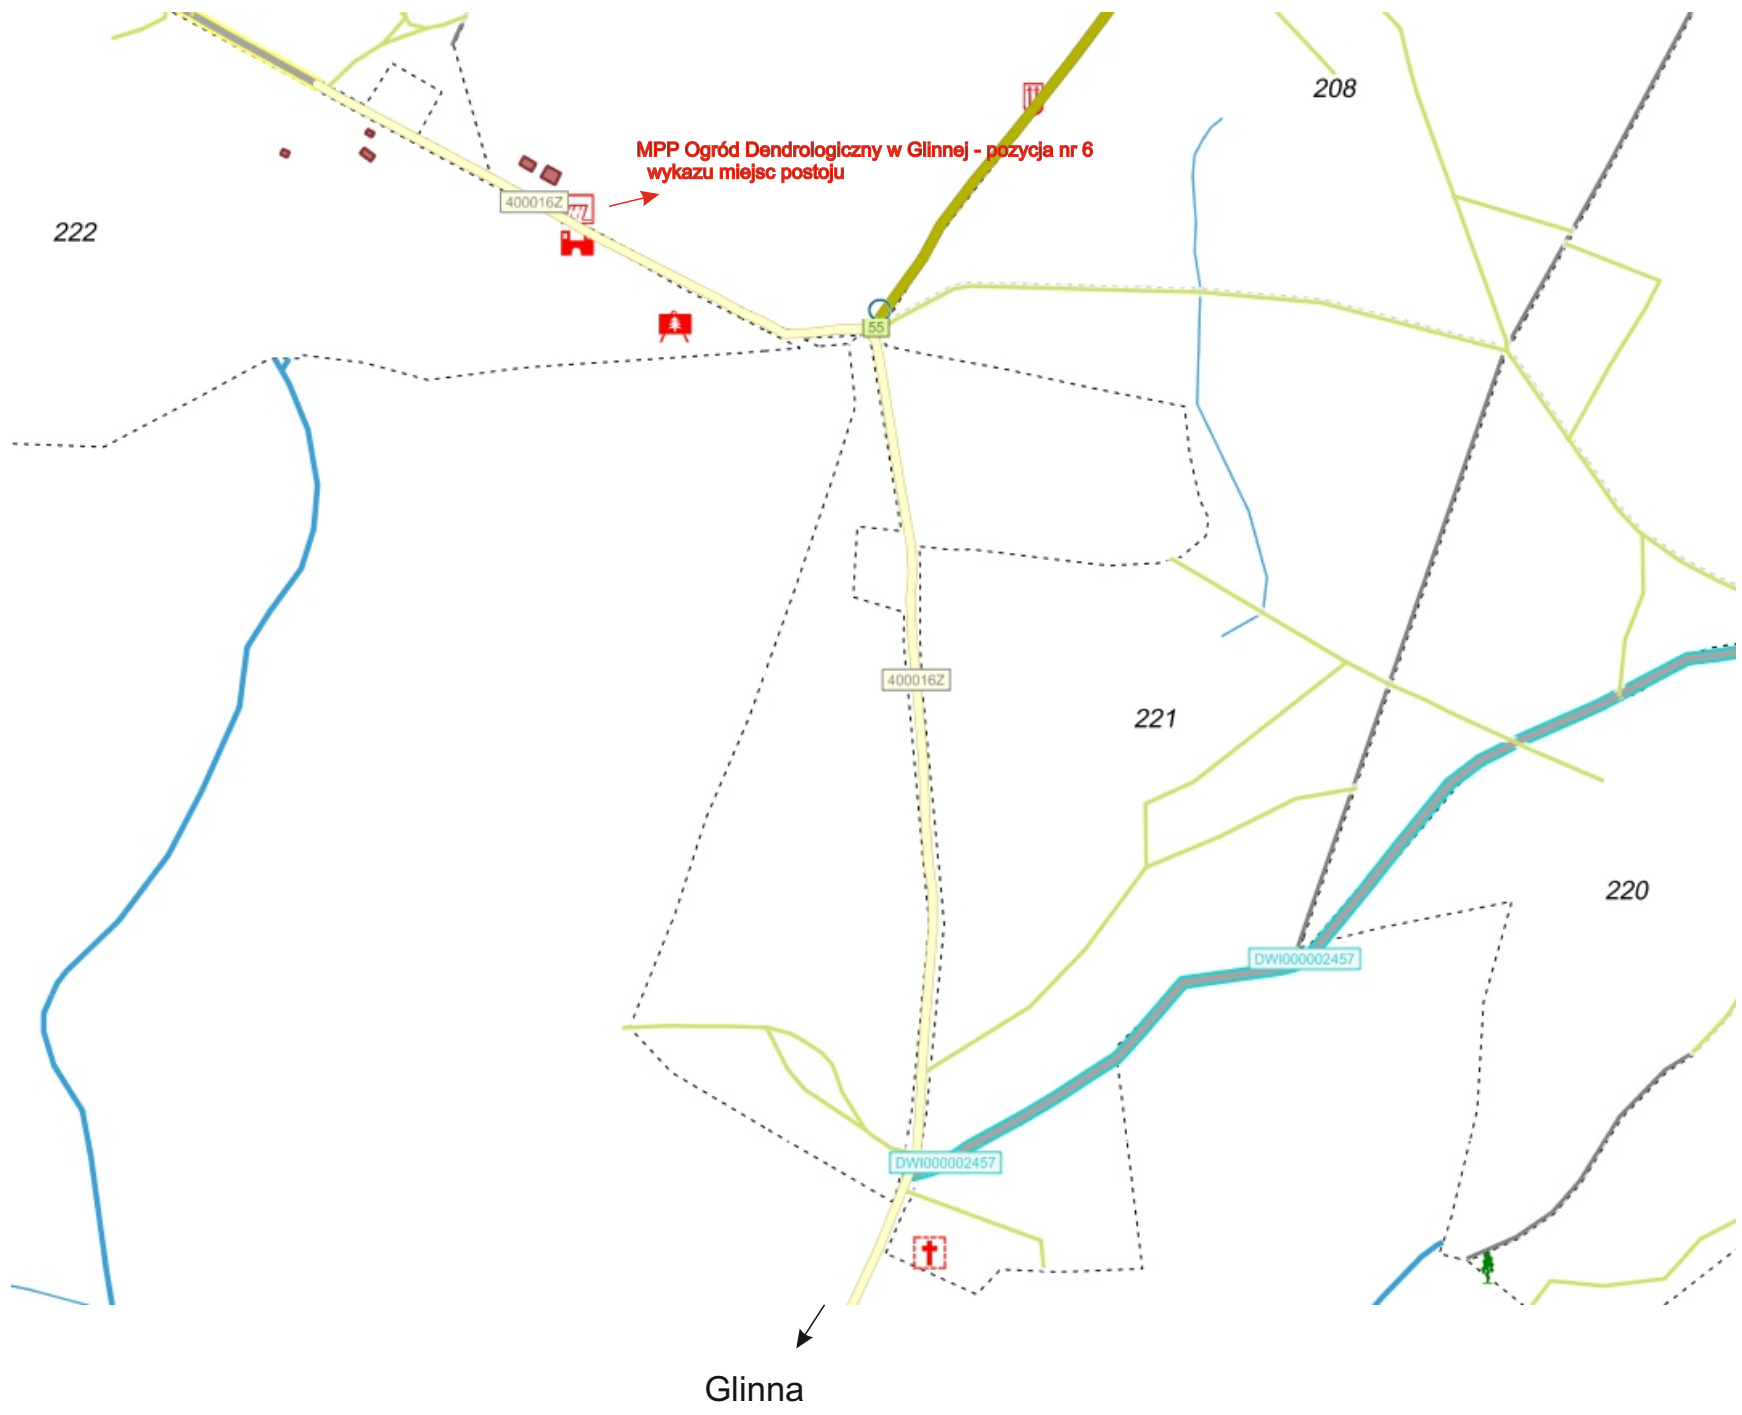 208
MPP Ogród Dendrologiczny w Glinnej - pozycja nr 6
wykazu miejsc postoju
400016Z
222
55
400016Z
221
220
DWI000002457
DWI000002457
Glinna